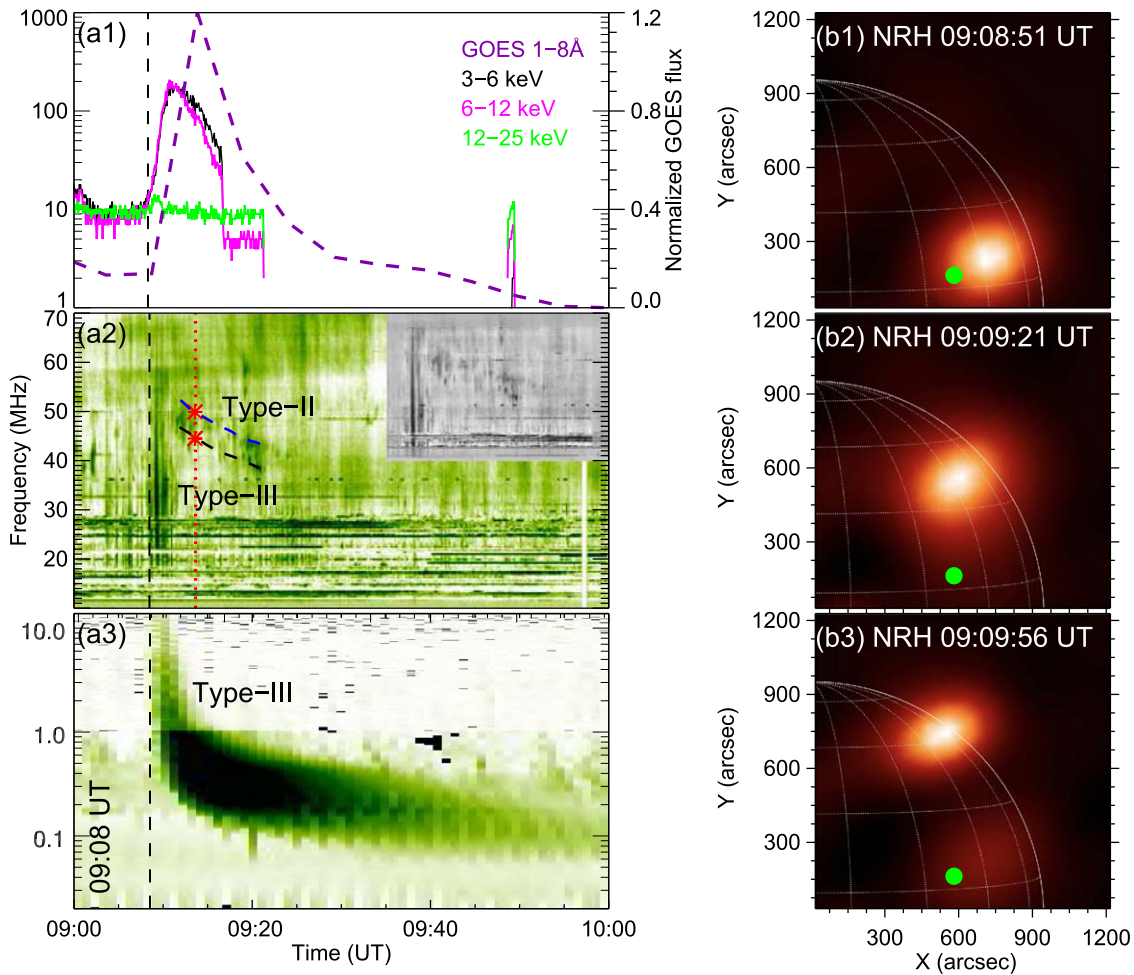 (a1)
1000
100
10
1
GOES 1−8Å
3−6 keV
6−12 keV
12−25 keV
1.2
0.8
0.4
0.0
Normalized GOES flux
(a2)
70
60
50
40
30
20
Frequency (MHz)
Type−II
Type−III
(a3)
10.0
1.0
0.1
Type−III
09:08 UT
09:00
09:20
09:40
10:00
Time (UT)
(b1) NRH 09:08:51 UT
1200
900
600
300
Y (arcsec)
(b2) NRH 09:09:21 UT
1200
900
600
300
Y (arcsec)
(b3) NRH 09:09:56 UT
1200
900
600
300
Y (arcsec)
300
600
900
1200
X (arcsec)